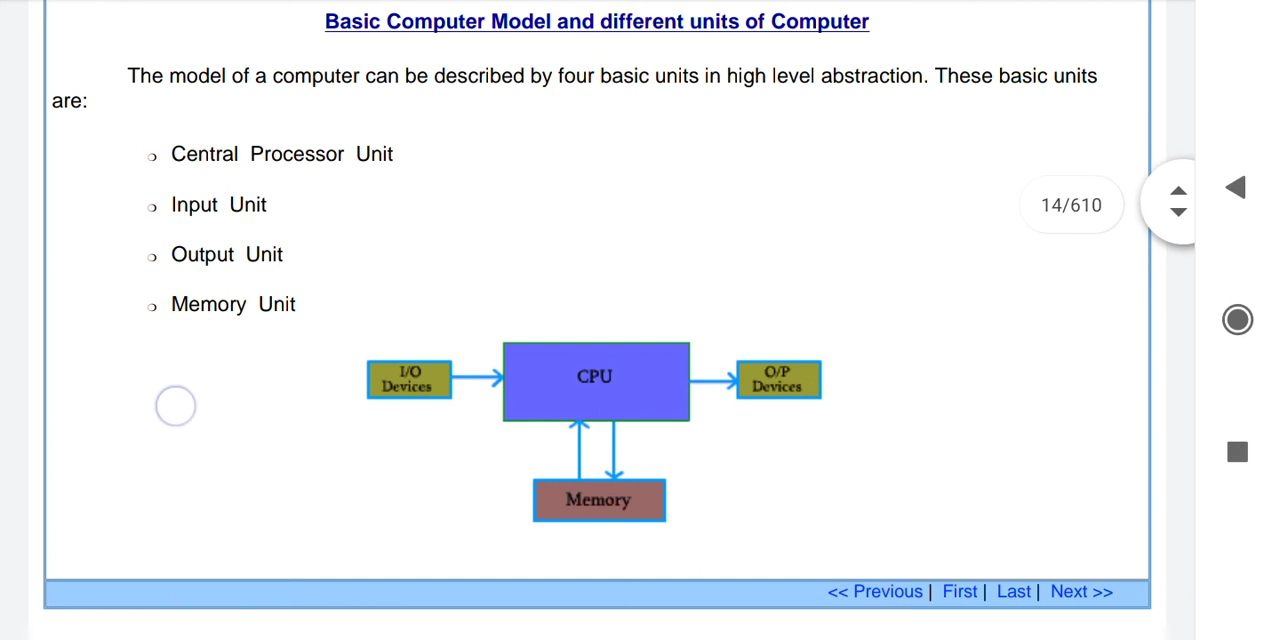 Basic Computer Model and different units of Computer
The model of a computer can be described by four basic units in high level abstraction. These basic units
are:
Central Processor Unit
Input Unit
14/610
Output Unit
Memory Unit
I/O
Devices
CPU
O/P
Devices
Memory
<< Previous | First | Last | Next >>